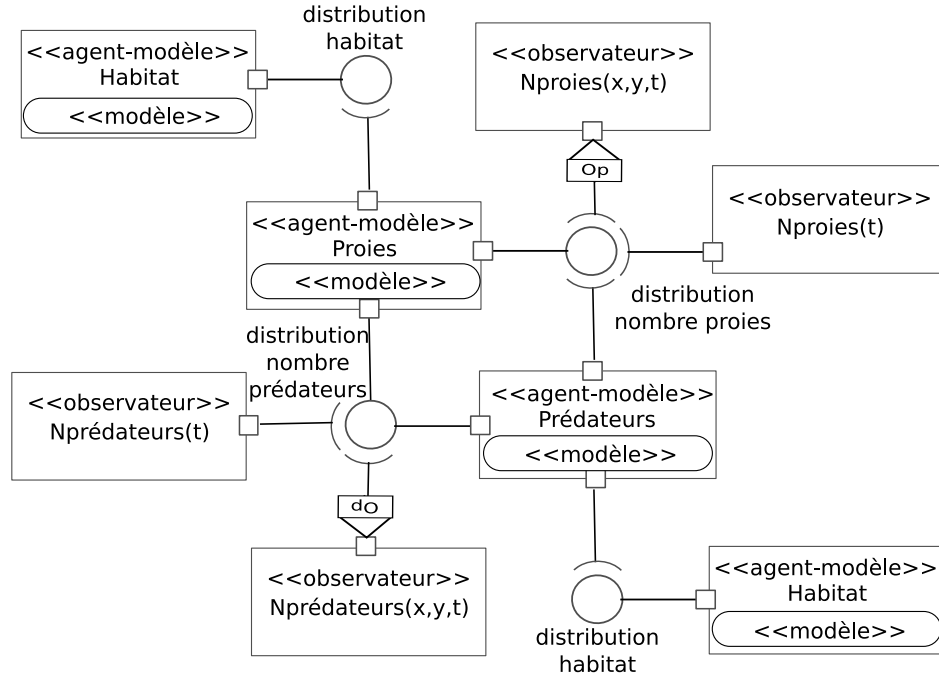 distribution
habitat
<<agent-modèle>>
Habitat
<<modèle>>
<<observateur>>
Nproies(x,y,t)
Op
<<observateur>>
Nproies(t)
<<agent-modèle>>
Proies
<<modèle>>
distribution
nombre proies
distribution
nombre
prédateurs
<<observateur>>
Nprédateurs(t)
<<agent-modèle>>
Prédateurs
<<modèle>>
Op
<<observateur>>
Nprédateurs(x,y,t)
<<agent-modèle>>
Habitat
<<modèle>>
distribution
habitat